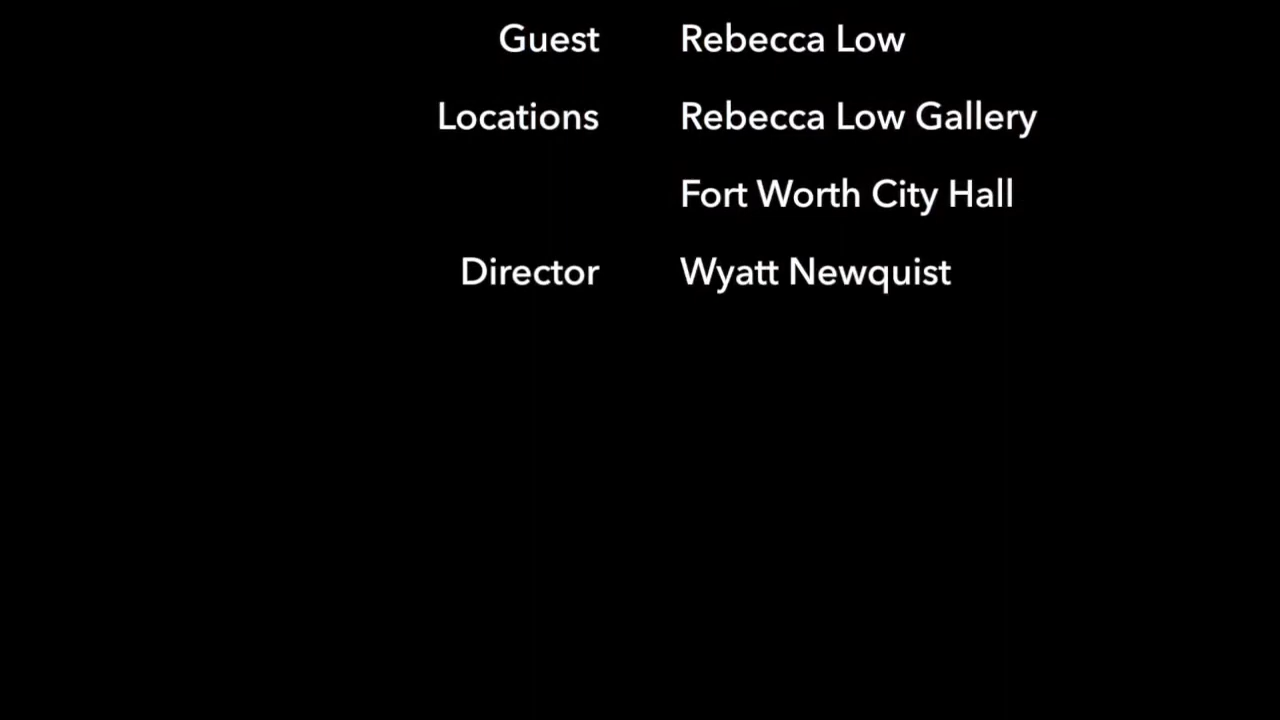 Guest Rebecca Low
Locations Rebecca Low Gallery
Fort Worth City Hall
Director Wyatt Newquist